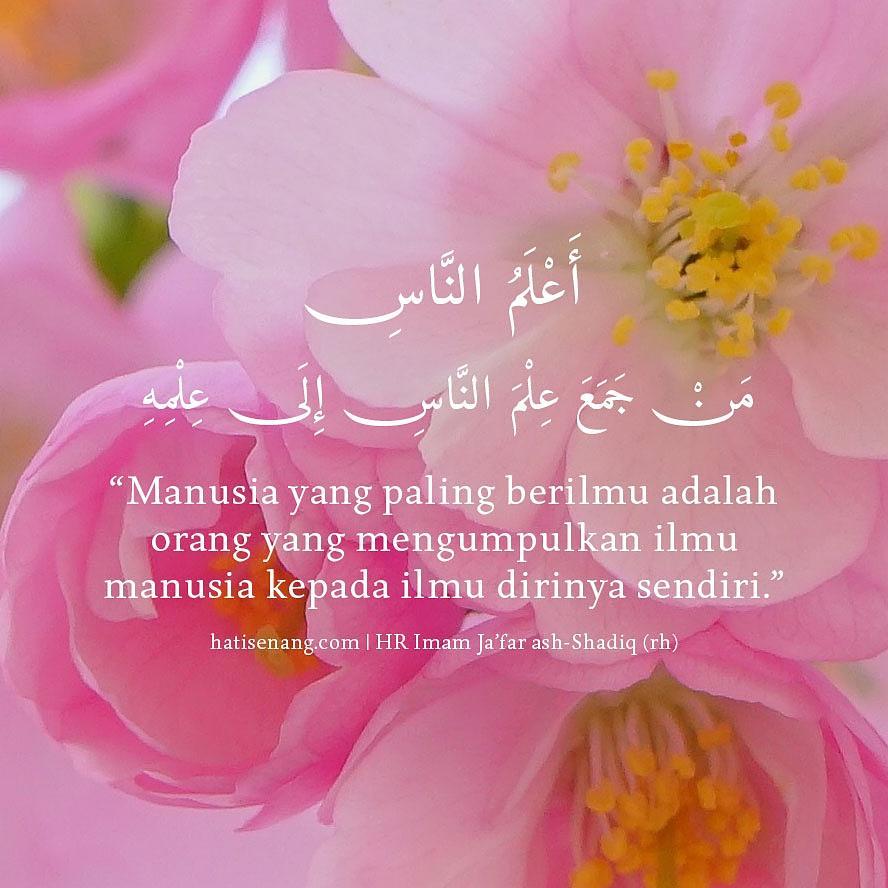 أَعْلَمُ النَّاسِ
مَنْ جَمَعَ عِلْمَ النَّاسِ إِلَى عِلْمِهِ
“Manusia yang paling berilmu adalah
orang yang mengumpulkan ilmu
manusia kepada ilmu dirinya sendiri.”
hatisenang.com | HR Imam Ja’far ash-Shadiq (rh)